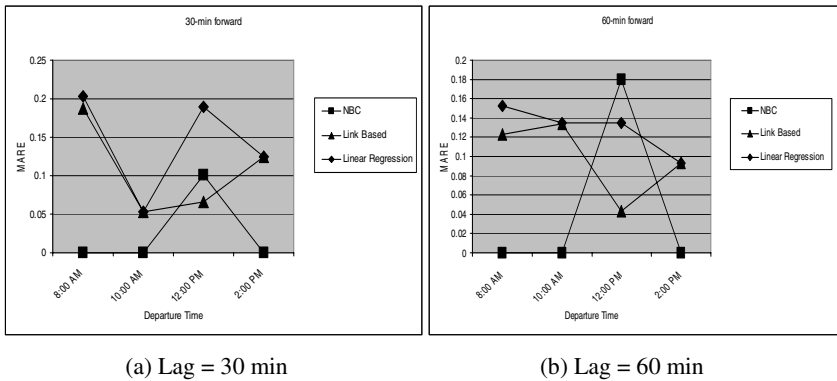 30-min forward
0.25
0.2
0.15
0.1
0.05
0
MARE
8:00 AM
10:00 AM
12:00 PM
2:00 PM
Departure Time
NBC
Link Based
Linear Regression
(a) Lag = 30 min
60-min forward
0.2
0.18
0.16
0.14
0.12
0.1
0.08
0.06
0.04
0.02
0
MARE
8:00 AM
10:00 AM
12:00 PM
2:00 PM
Departure Time
NBC
Link Based
Linear Regression
(b) Lag = 60 min